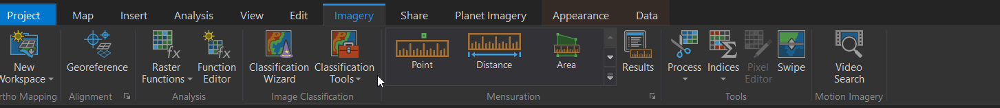 Project Map Insert Analysis View Edit Imagery Share Planet Imagery Appearance Data
New Workspace
Georeference
Raster Functions
fx
Function Editor
fx
Classification Wizard
Classification Tools
Point
Distance
Area
Results
Process
Indices
Pixel Editor
Swipe
Video Search
rtho Mapping Alignment Analysis Image Classification Mensuration Tools Motion Imagery